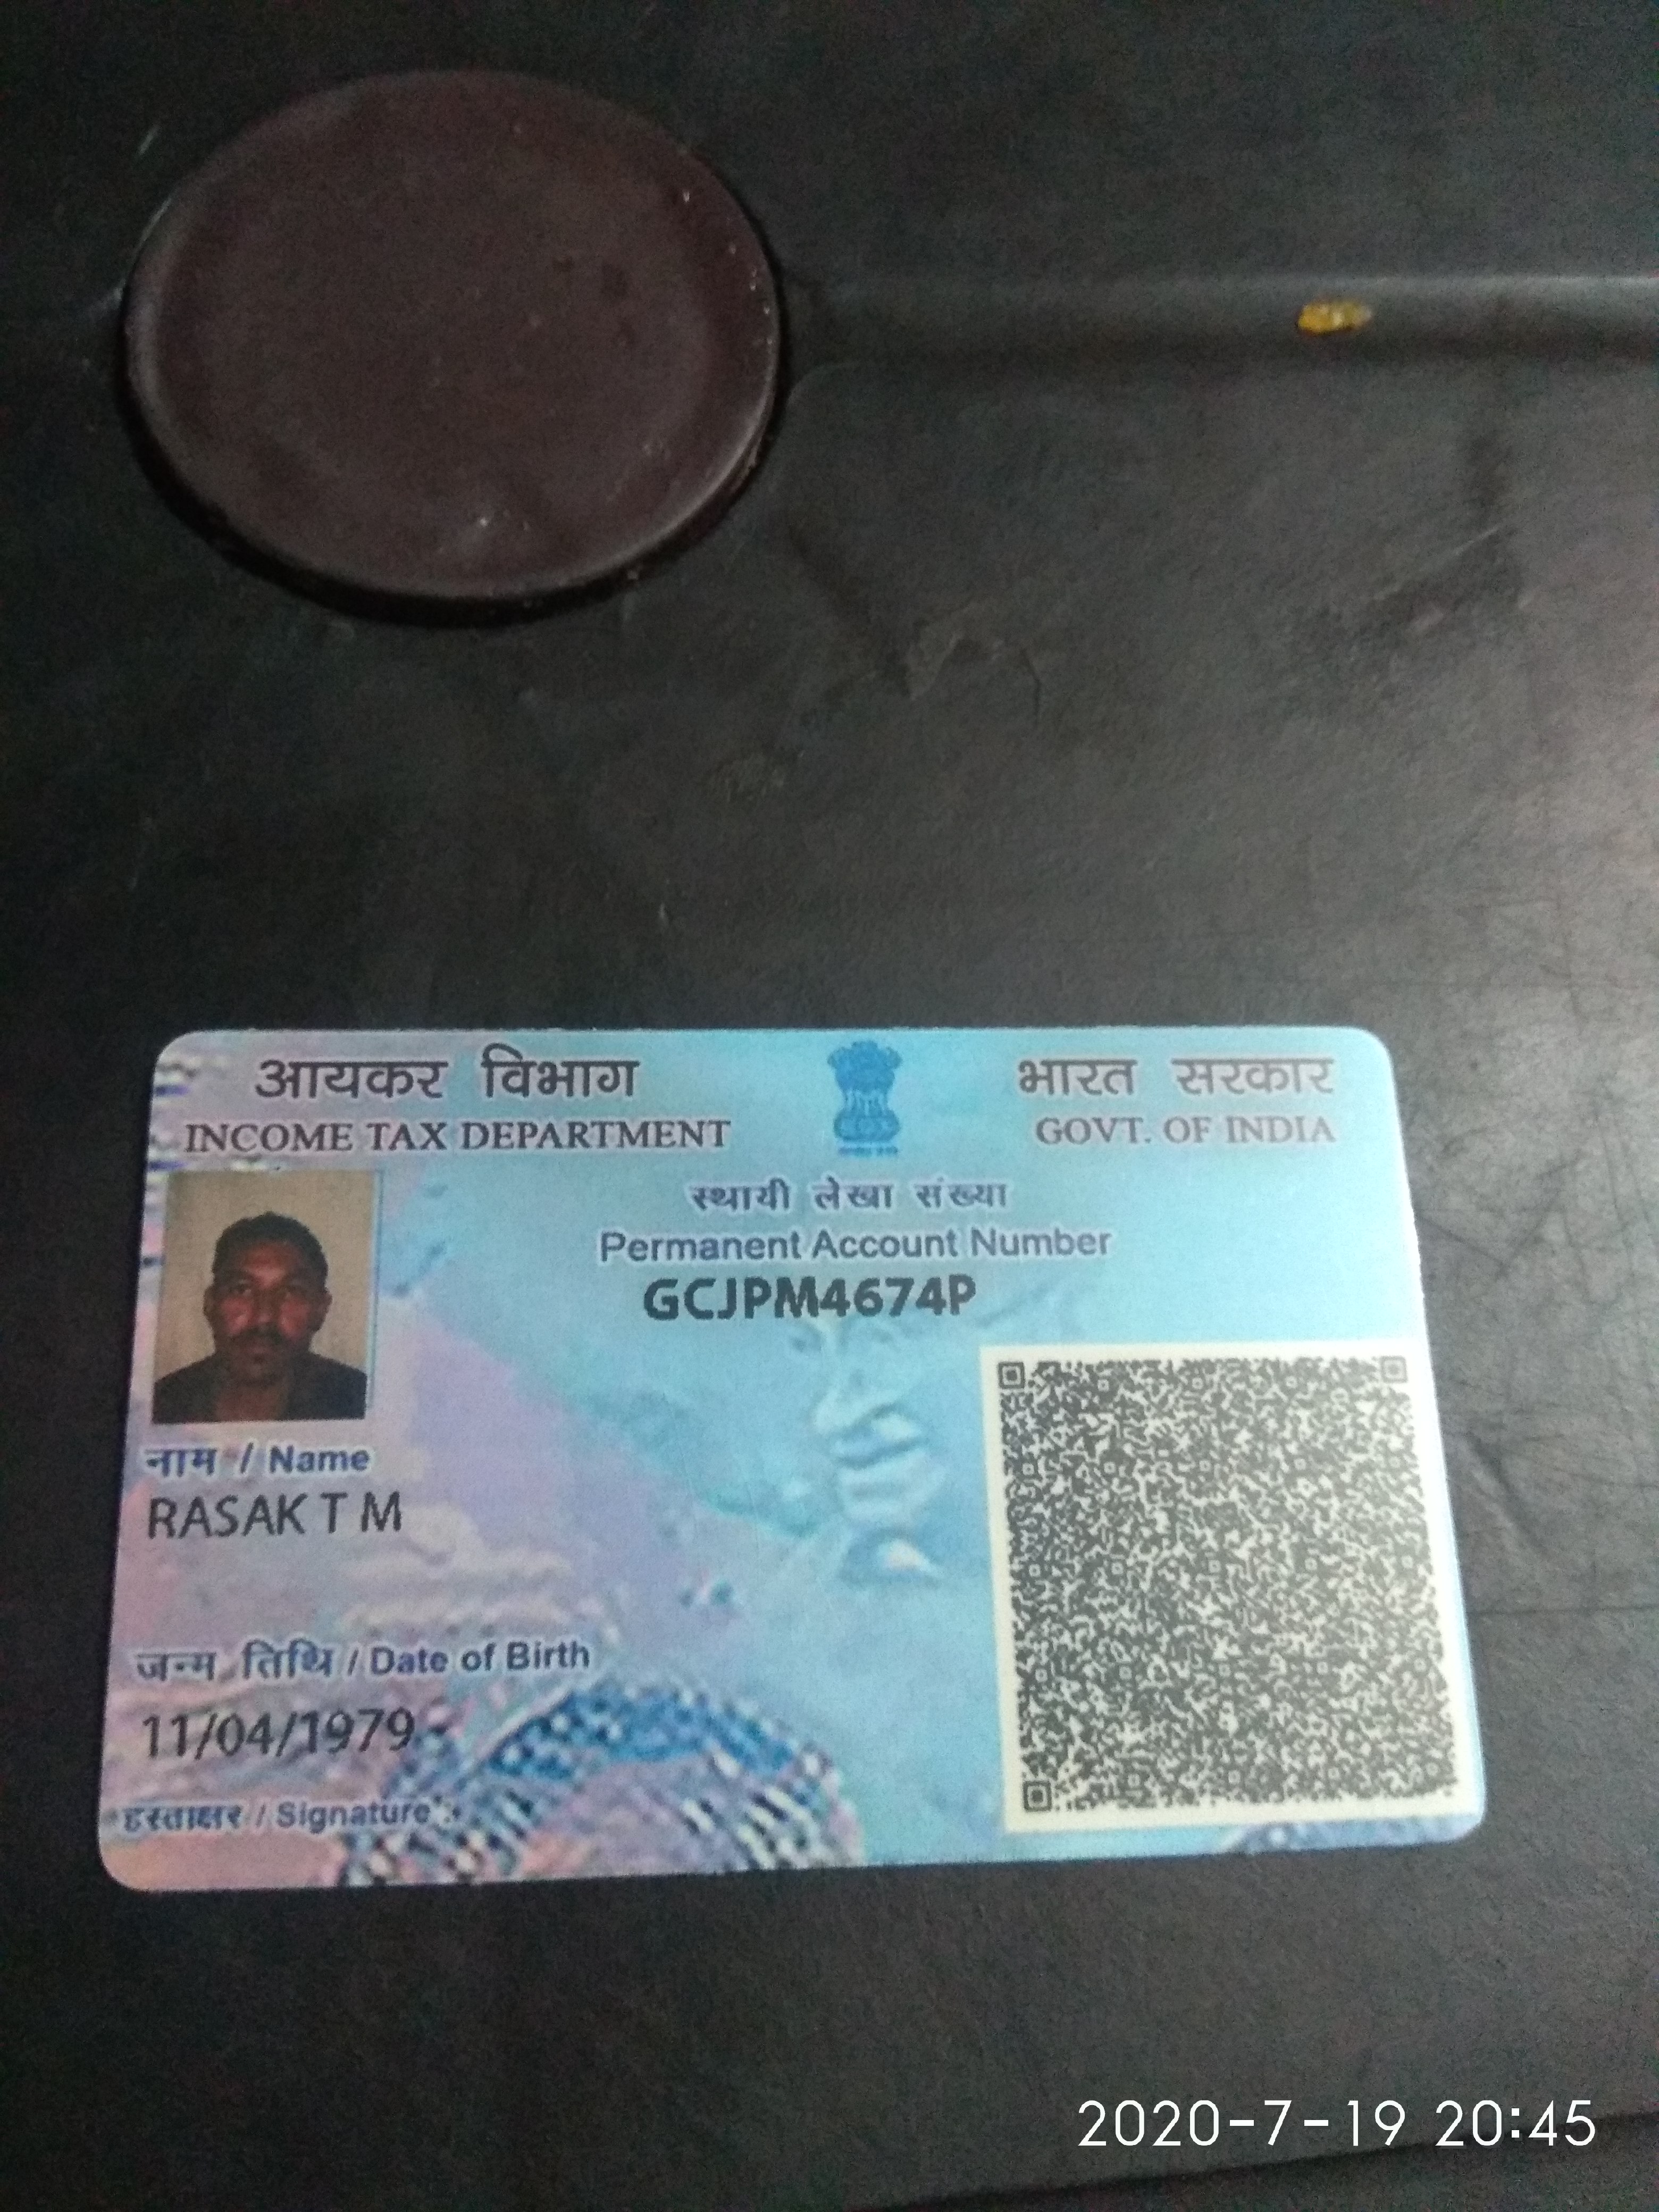 आयकर विभाग
INCOME TAX DEPARTMENT
भारत सरकार
GOVT. OF INDIA
स्थायी लेखा संख्या
Permanent Account Number
GCJPM4674P
नाम / Name
RASAK T M
जन्म तिथि / Date of Birth
11/04/1979
हस्ताक्षर / Signature
2020-7-19 20:45